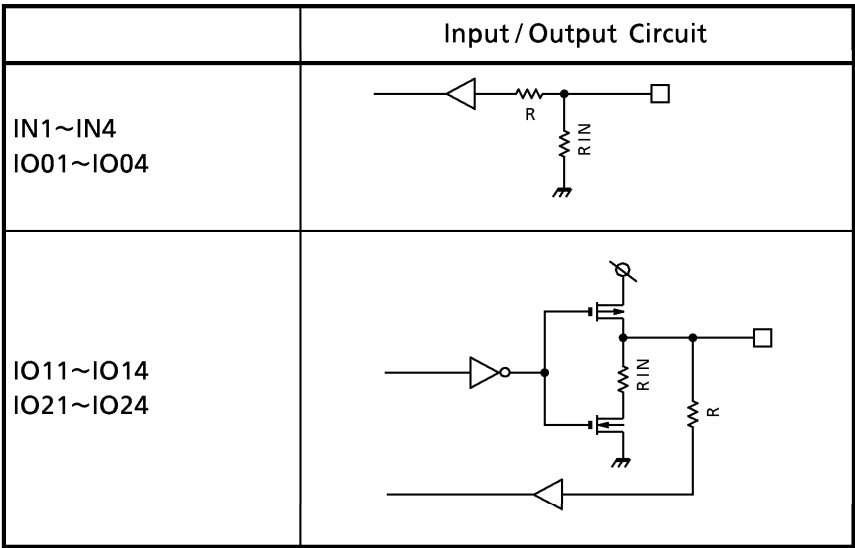 Input / Output Circuit
IN1~IN4
IO01~IO04
R
RIN
IO11~IO14
IO21~IO24
RIN
R